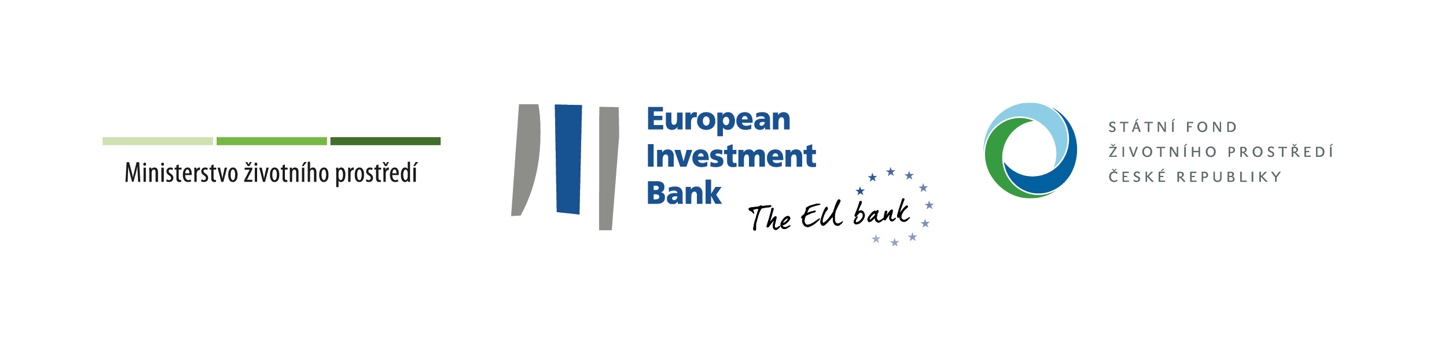 Ministerstvo životního prostředí
European
Investment
Bank
The EU bank
STÁTNÍ FOND
ŽIVOTNÍHO PROSTŘEDÍ
ČESKÉ REPUBLIKY